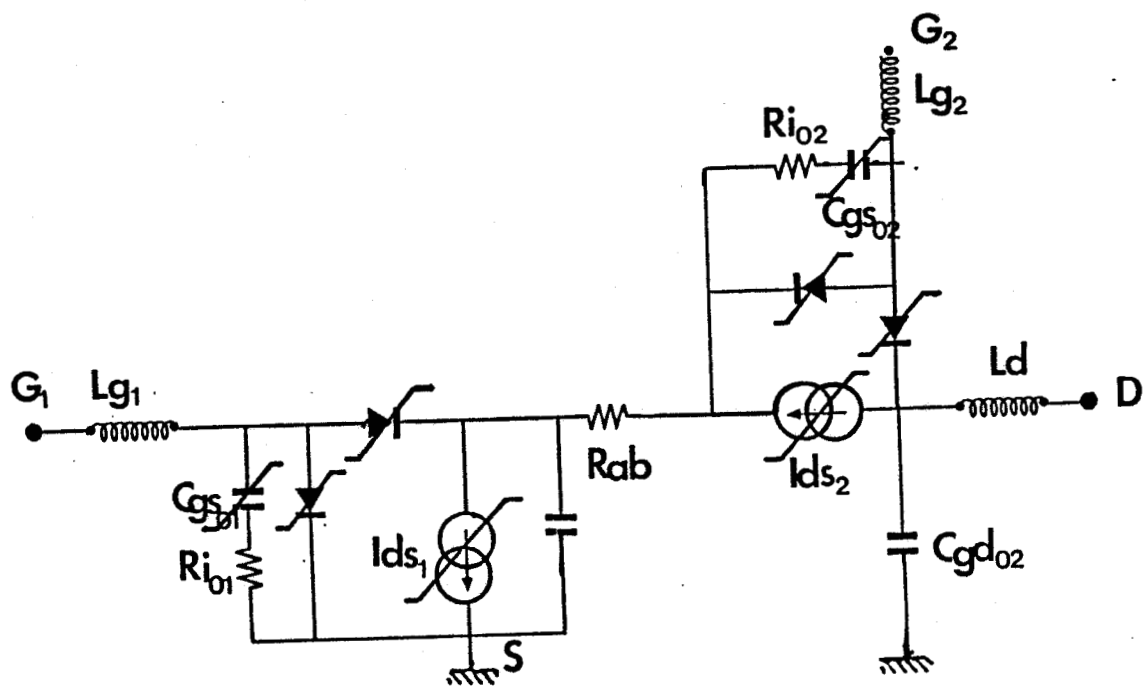 G₂
Lg₂
Ri₀₂
Cgs₀₂
G₁
Lg₁
Ld
D
Rab
Ids₂
Cgs₀₁
Ri₀₁
Ids₁
Cgd₀₂
S